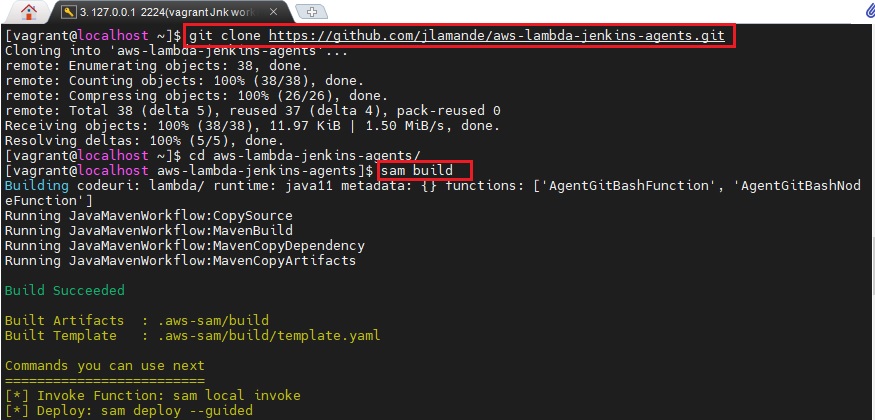 3. 127.0.0.1 2224(vagrant Jnk work
[vagrant@localhost ~]$ git clone https://github.com/jlamande/aws-lambda-jenkins-agents.git
Cloning into 'aws-lambda-jenkins-agents'...
remote: Enumerating objects: 38, done.
remote: Counting objects: 100% (38/38), done.
remote: Compressing objects: 100% (26/26), done.
remote: Total 38 (delta 5), reused 37 (delta 4), pack-reused 0
Receiving objects: 100% (38/38), 11.97 KiB | 1.50 MiB/s, done.
Resolving deltas: 100% (5/5), done.
[vagrant@localhost ~]$ cd aws-lambda-jenkins-agents/
[vagrant@localhost aws-lambda-jenkins-agents]$ sam build
Building codeuri: lambda/ runtime: java11 metadata: {} functions: ['AgentGitBashFunction', 'AgentGitBashNod
eFunction']
Running JavaMavenWorkflow:CopySource
Running JavaMavenWorkflow:MavenBuild
Running JavaMavenWorkflow:MavenCopyDependency
Running JavaMavenWorkflow:MavenCopyArtifacts
Build Succeeded
Built Artifacts  : .aws-sam/build
Built Template   : .aws-sam/build/template.yaml
Commands you can use next
=========================
[*] Invoke Function: sam local invoke
[*] Deploy: sam deploy --guided